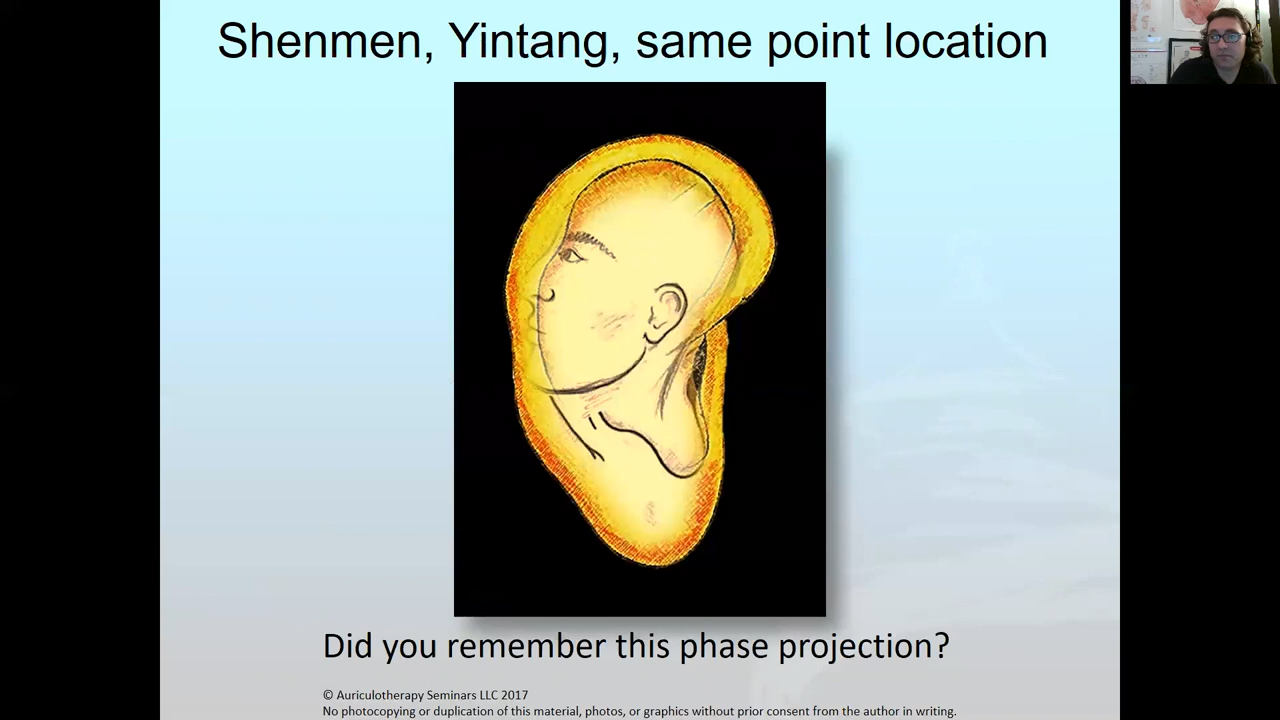 Shenmen, Yintang, same point location
Did you remember this phase projection?
© Auriculotherapy Seminars LLC 2017
No photocopying or duplication of this material, photos, or graphics without prior consent from the author in writing.